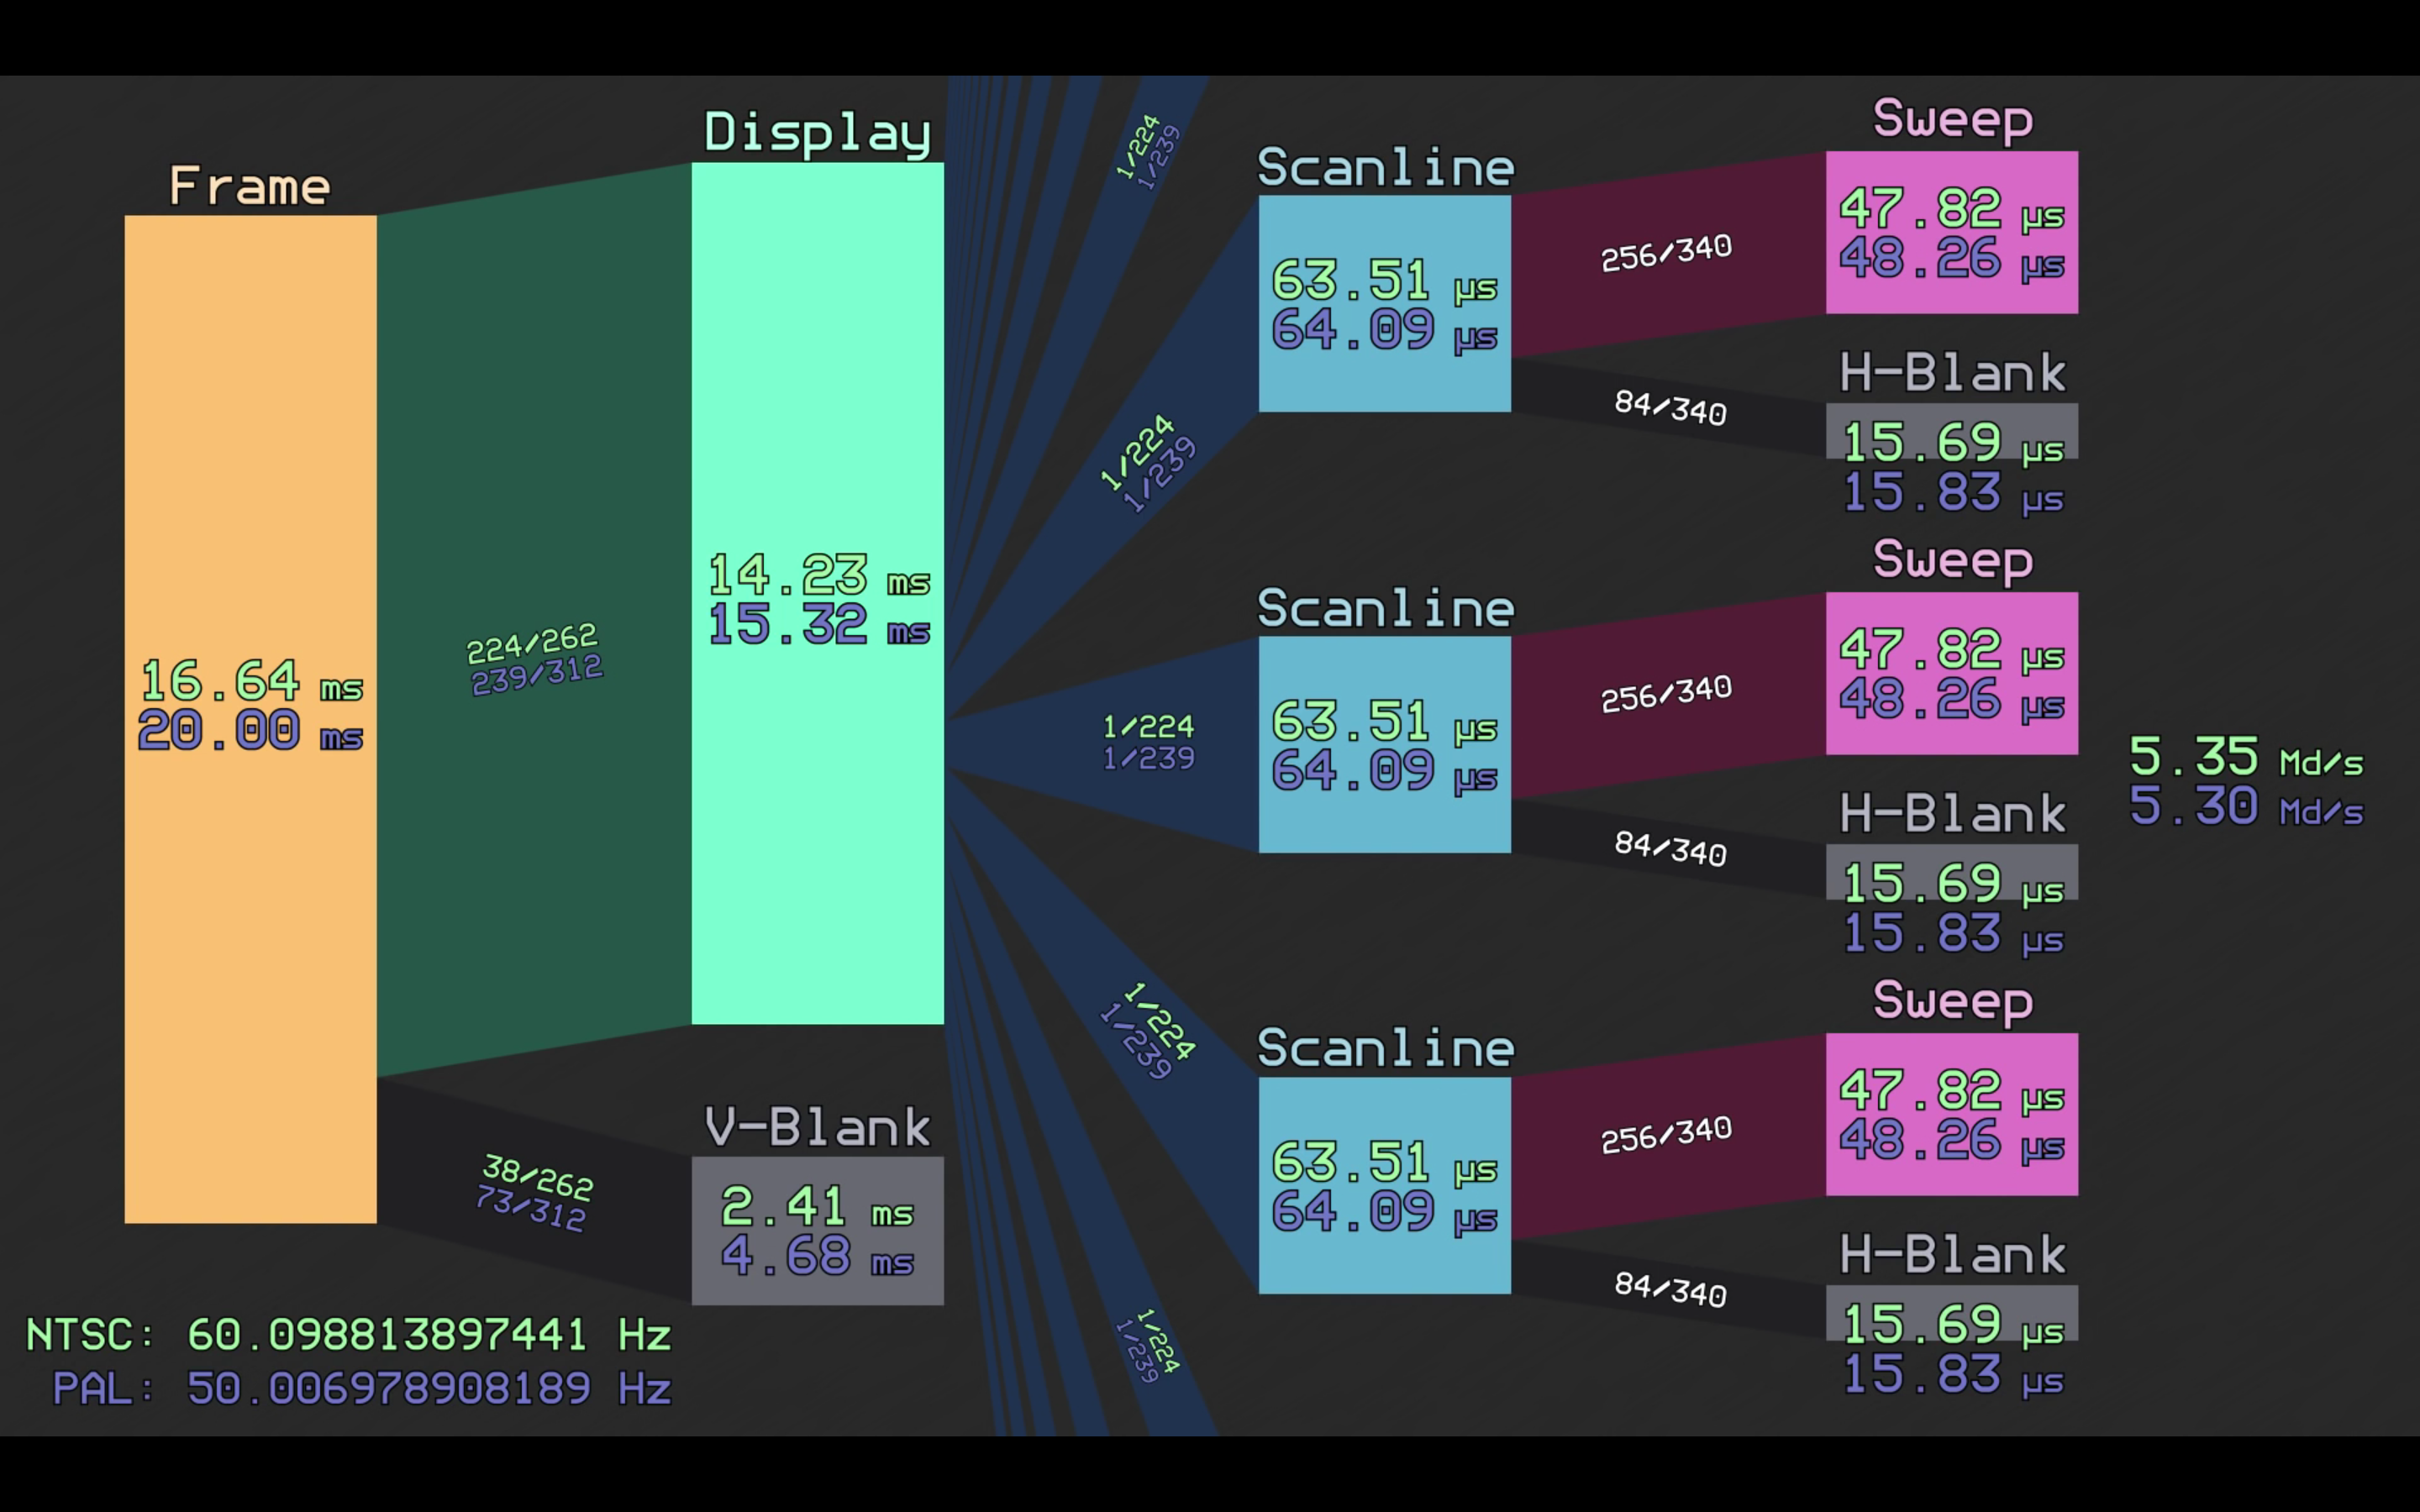 Frame
16.64 ms
20.00 ms
224/262
239/312
38/262
73/312
Display
14.23 ms
15.32 ms
V-Blank
2.41 ms
4.68 ms
1/224
1/239
1/224
1/239
1/224
1/239
1/224
1/239
1/224
1/239
Scanline
63.51 µs
64.09 µs
256/340
84/340
Sweep
47.82 µs
48.26 µs
H-Blank
15.69 µs
15.83 µs
Scanline
63.51 µs
64.09 µs
256/340
84/340
Sweep
47.82 µs
48.26 µs
H-Blank
15.69 µs
15.83 µs
Scanline
63.51 µs
64.09 µs
256/340
84/340
Sweep
47.82 µs
48.26 µs
H-Blank
15.69 µs
15.83 µs
5.35 Md/s
5.30 Md/s
NTSC: 60.098813897441 Hz
PAL: 50.006978908189 Hz